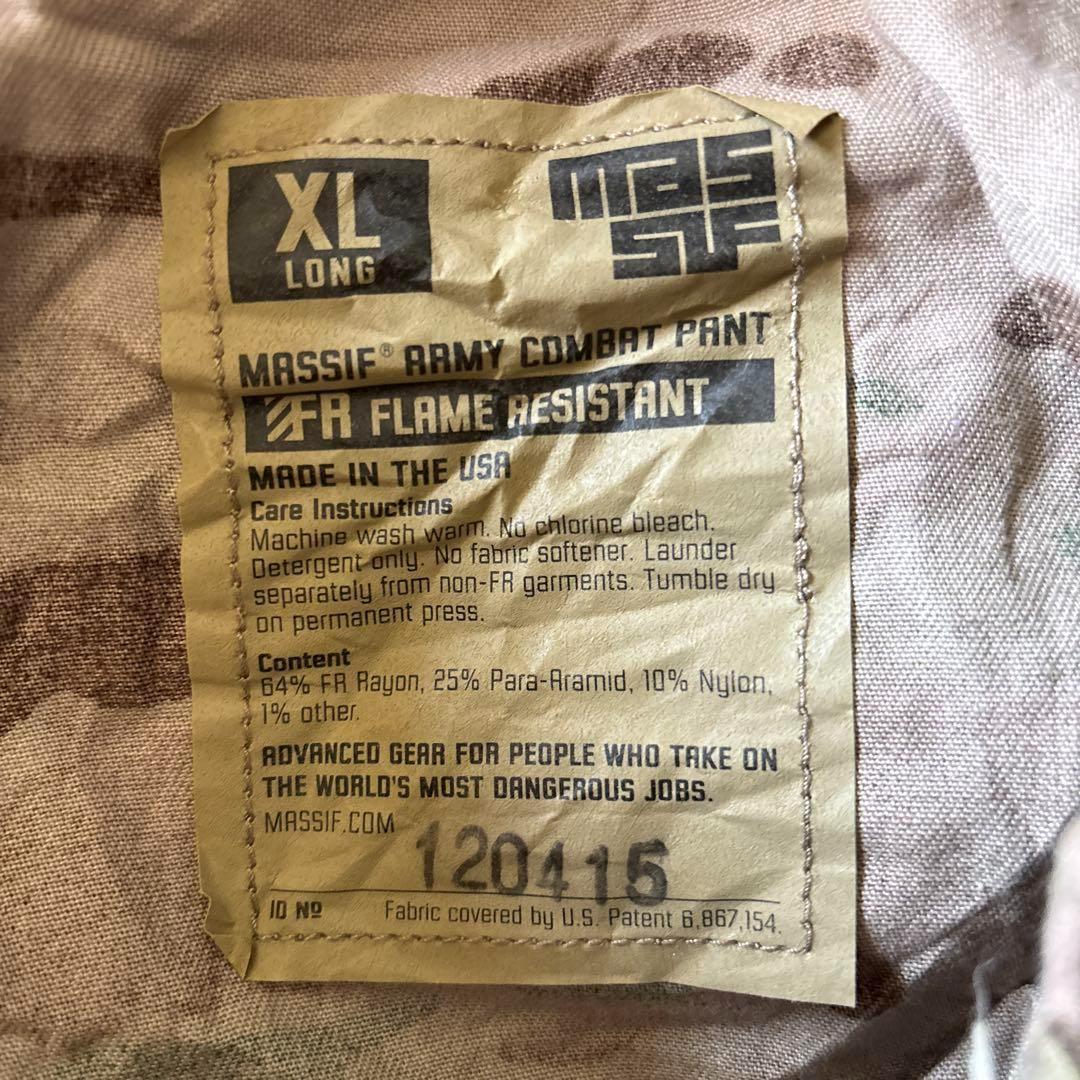 XL
LONG
MASSIF™
MASSIF® ARMY COMBAT PANT
FR FLAME RESISTANT
MADE IN THE USA
Care Instructions
Machine wash warm. No chlorine bleach.
Detergent only. No fabric softener. Launder
separately from non-FR garments. Tumble dry
on permanent press.
Content
64% FR Rayon, 25% Para-Aramid, 10% Nylon,
1% other.
ADVANCED GEAR FOR PEOPLE WHO TAKE ON
THE WORLD'S MOST DANGEROUS JOBS.
MASSIF.COM
120415
ID Nº
Fabric covered by U.S. Patent 6,867,154.